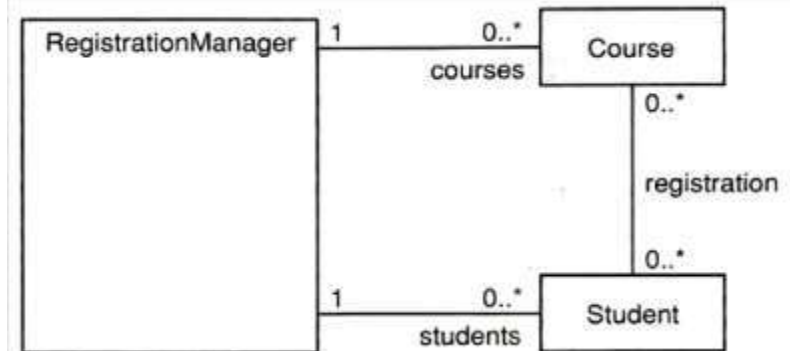 RegistrationManager
1
0..*
courses
Course
0..*
registration
0..*
1
0..*
students
Student